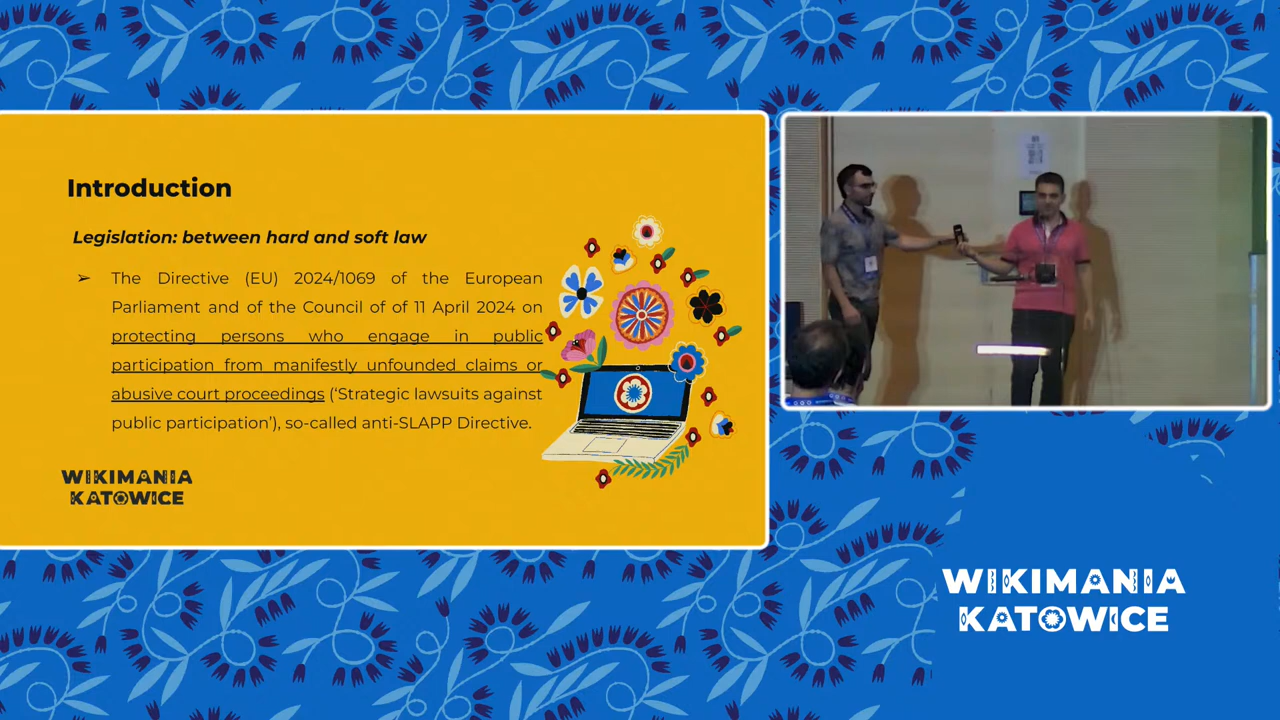 Introduction
Legislation: between hard and soft law
➢ The Directive (EU) 2024/1069 of the European
Parliament and of the Council of of 11 April 2024 on
protecting persons who engage in public
participation from manifestly unfounded claims or
abusive court proceedings (‘Strategic lawsuits against
public participation’), so-called anti-SLAPP Directive.
WIKIMANIA
KATOWICE
WIKIMANIA
KATOWICE